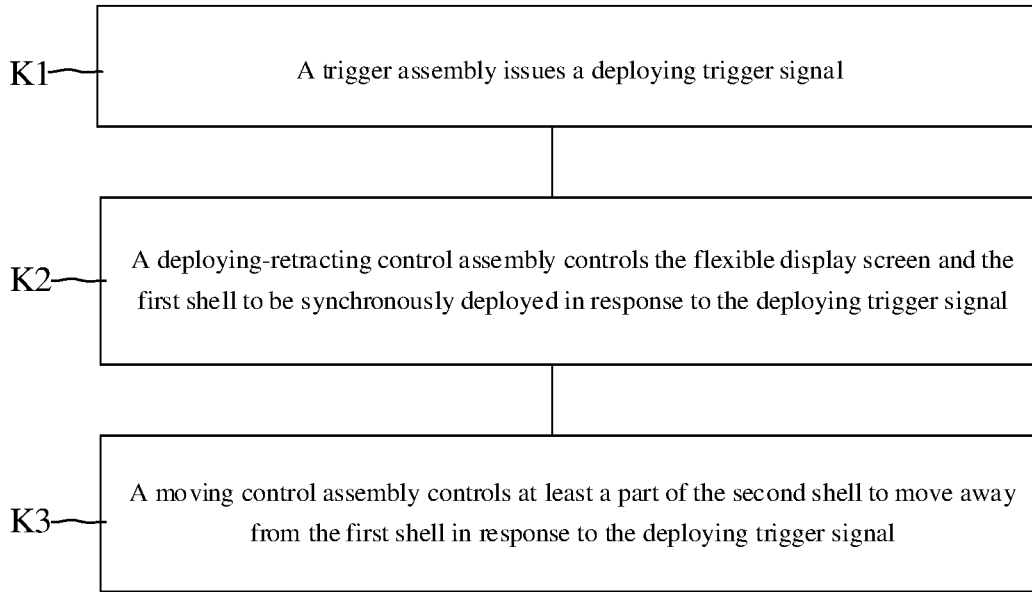 K1
A trigger assembly issues a deploying trigger signal
K2
A deploying-retracting control assembly controls the flexible display screen and the
first shell to be synchronously deployed in response to the deploying trigger signal
K3
A moving control assembly controls at least a part of the second shell to move away
from the first shell in response to the deploying trigger signal